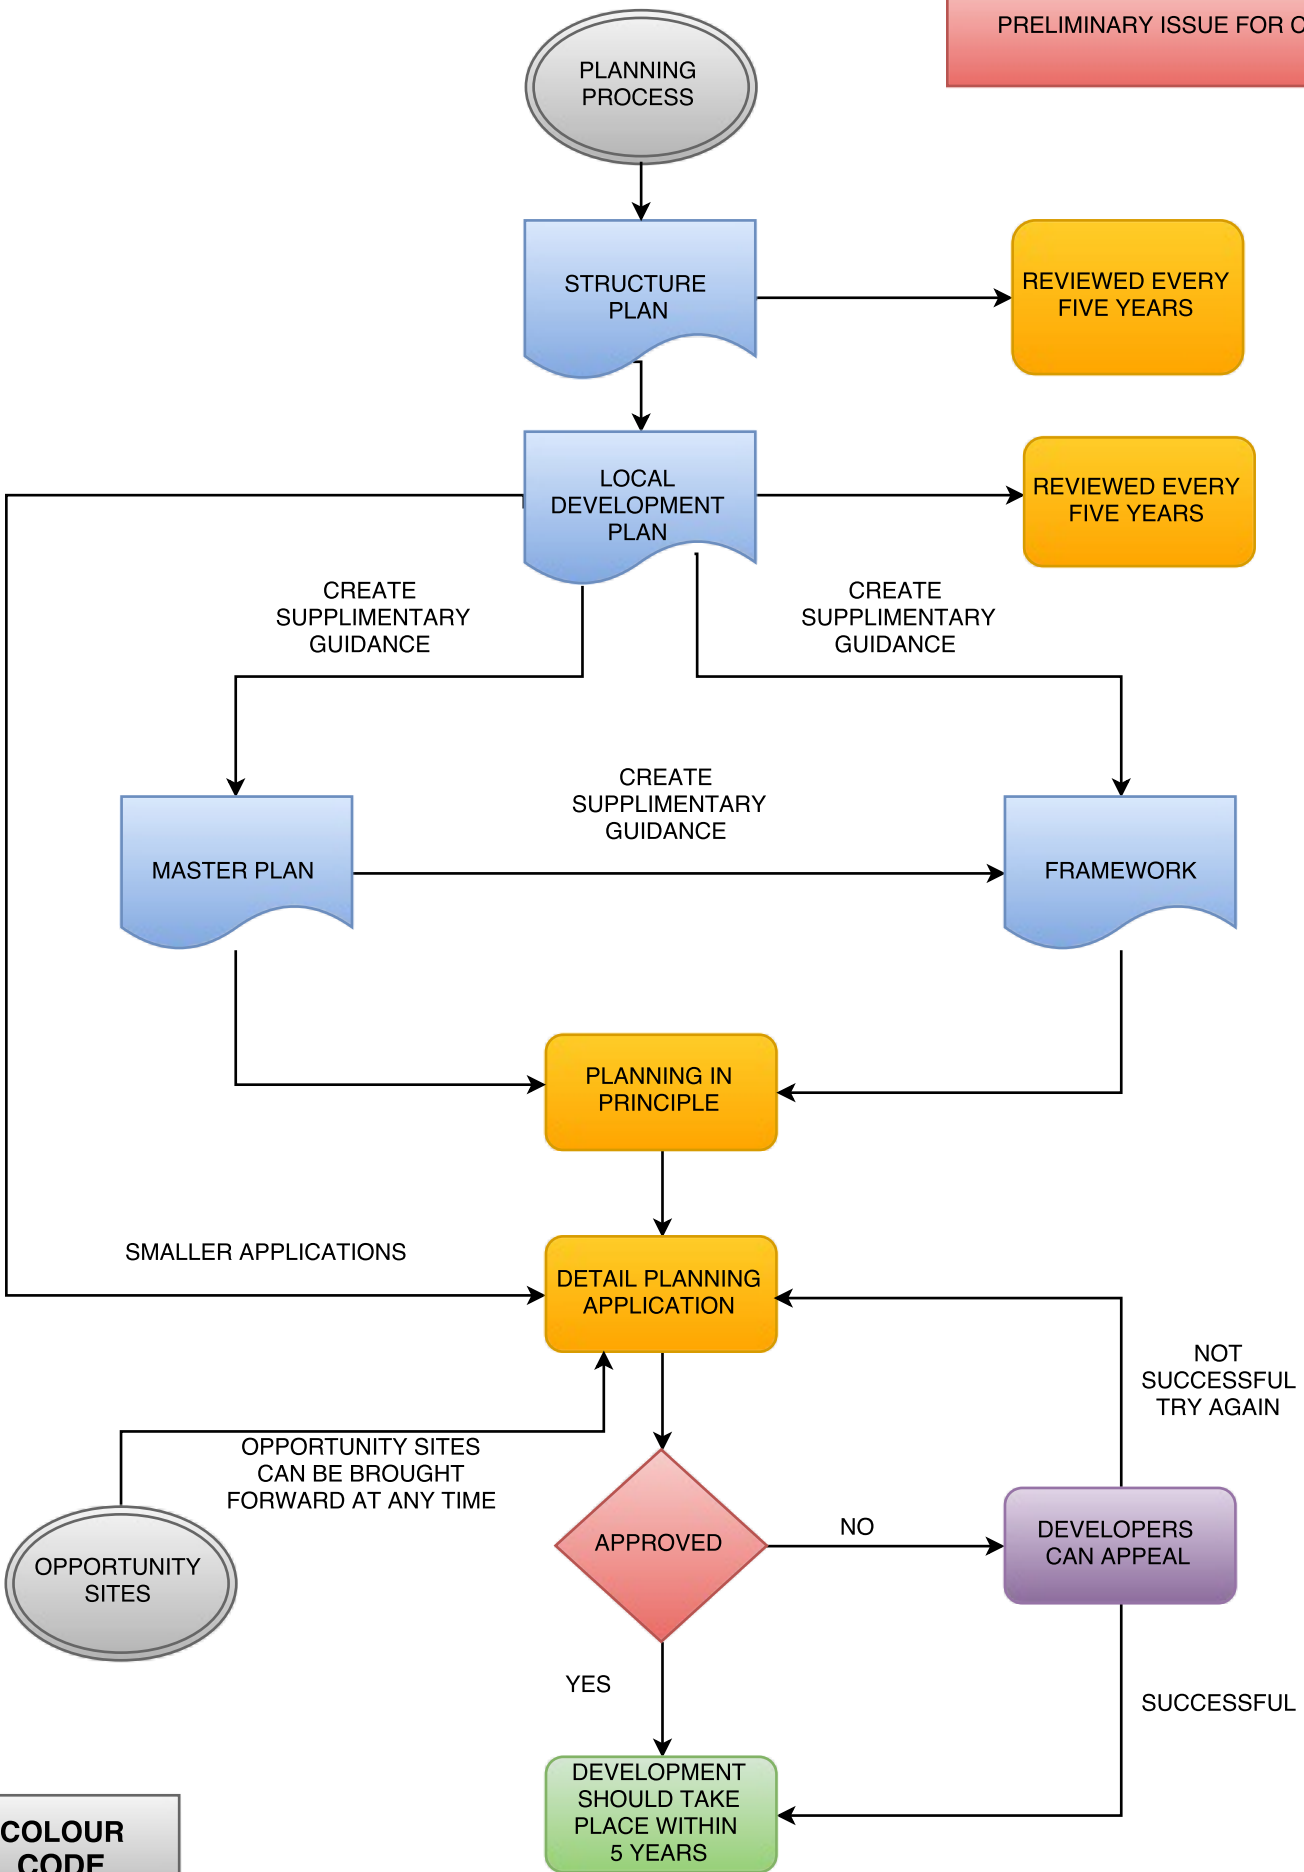 PRELIMINARY ISSUE FOR
PLANNING
PROCESS
STRUCTURE
PLAN
REVIEWED EVERY
FIVE YEARS
LOCAL
DEVELOPMENT
PLAN
REVIEWED EVERY
FIVE YEARS
CREATE
SUPPLIMENTARY
GUIDANCE
CREATE
SUPPLIMENTARY
GUIDANCE
CREATE
SUPPLIMENTARY
GUIDANCE
MASTER PLAN
FRAMEWORK
PLANNING IN
PRINCIPLE
SMALLER APPLICATIONS
DETAIL PLANNING
APPLICATION
NOT
SUCCESSFUL
TRY AGAIN
OPPORTUNITY SITES
CAN BE BROUGHT
FORWARD AT ANY TIME
OPPORTUNITY
SITES
APPROVED
NO
DEVELOPERS
CAN APPEAL
YES
SUCCESSFUL
DEVELOPMENT
SHOULD TAKE
PLACE WITHIN
5 YEARS
COLOUR
CODE